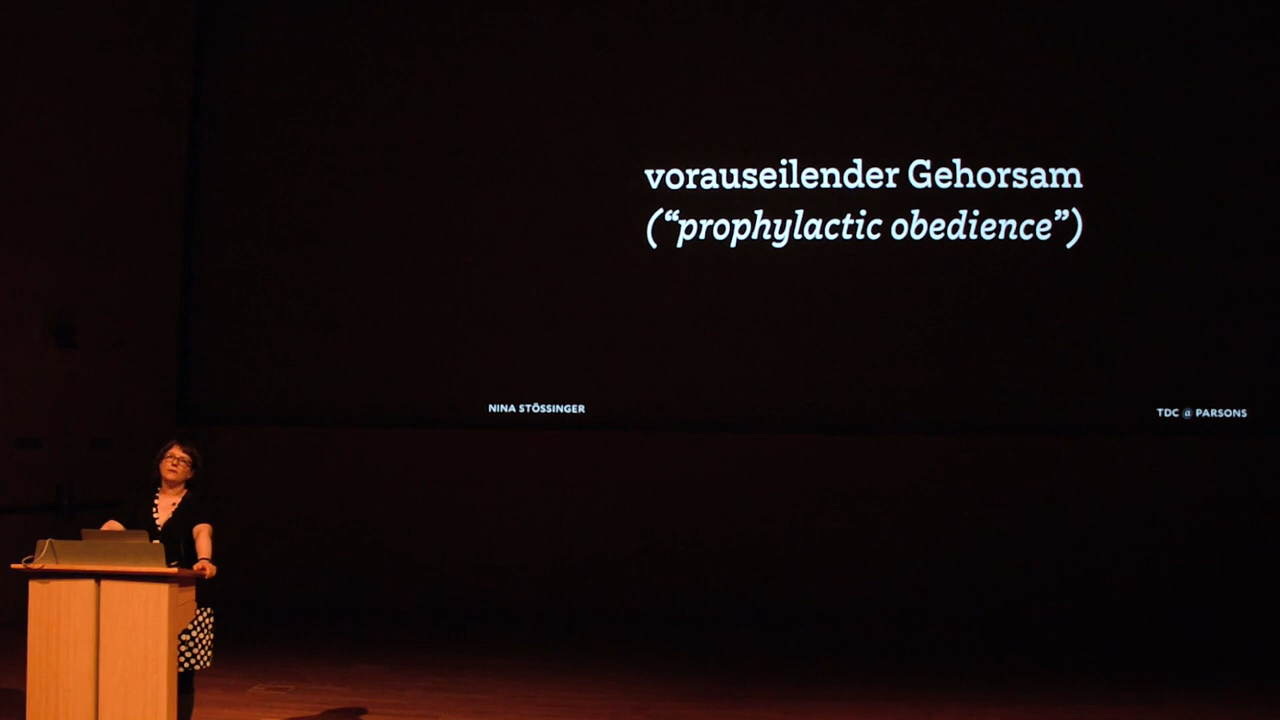 vorauseilender Gehorsam
(“prophylactic obedience”)
NINA STÖSSINGER
TDC @ PARSONS